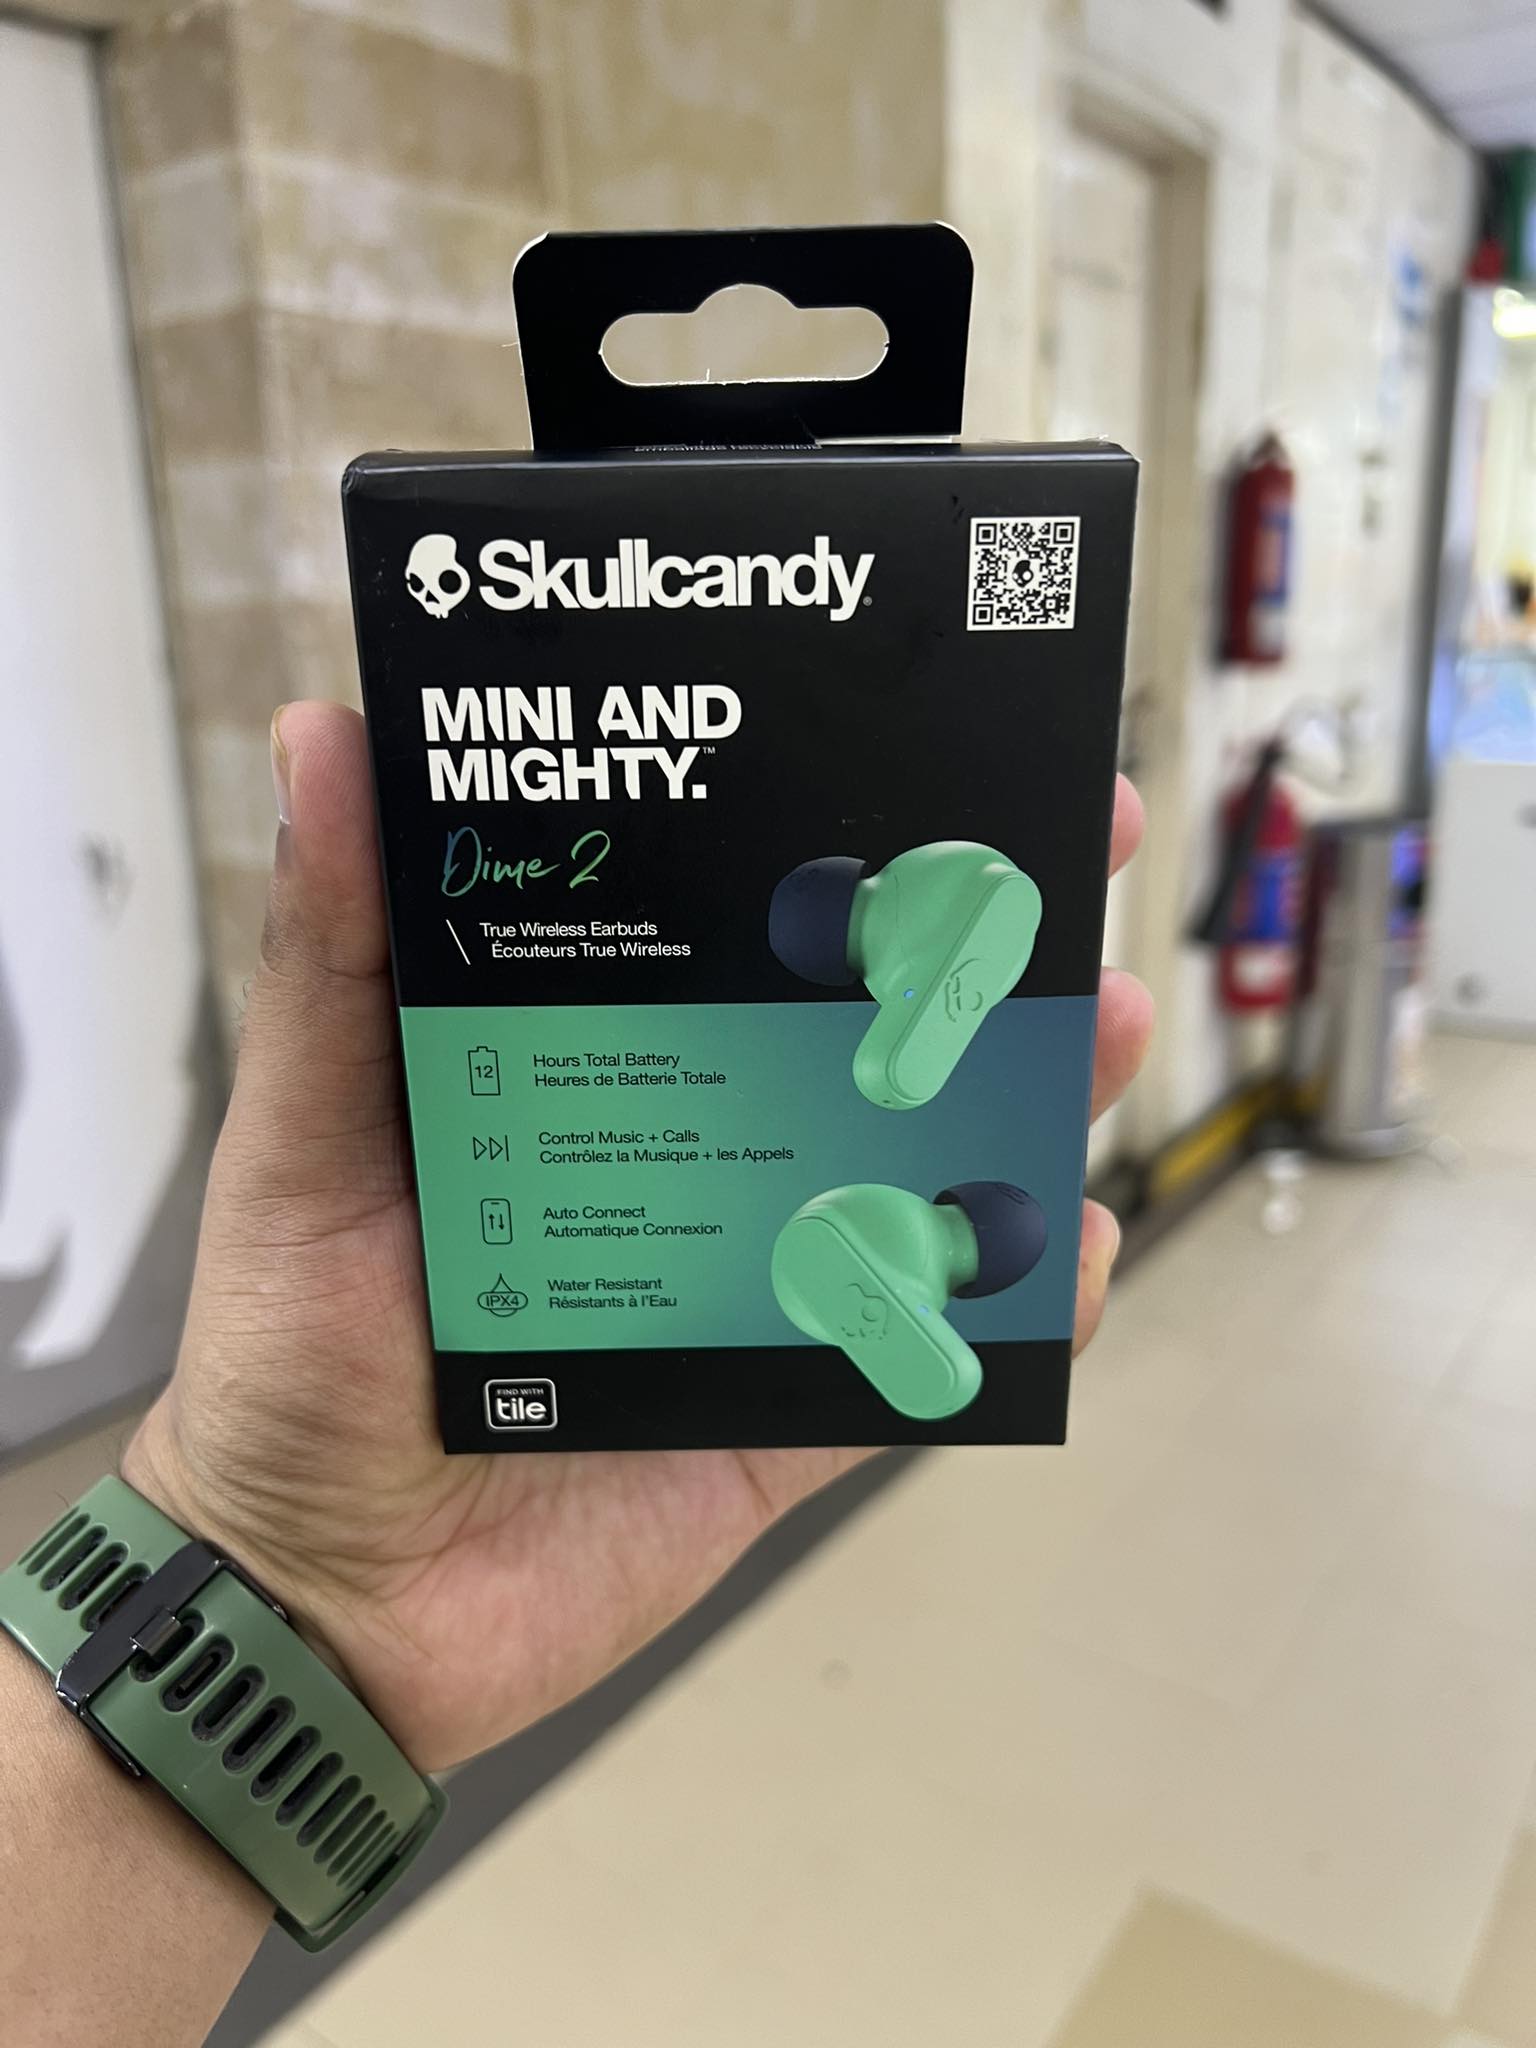 Skullcandy®
MINI AND
MIGHTY.™
Dime 2
True Wireless Earbuds
Écouteurs True Wireless
12
Hours Total Battery
Heures de Batterie Totale
Control Music + Calls
Contrôlez la Musique + les Appels
Auto Connect
Automatique Connexion
IPX4
Water Resistant
Résistants à l'Eau
FIND WITH
tile